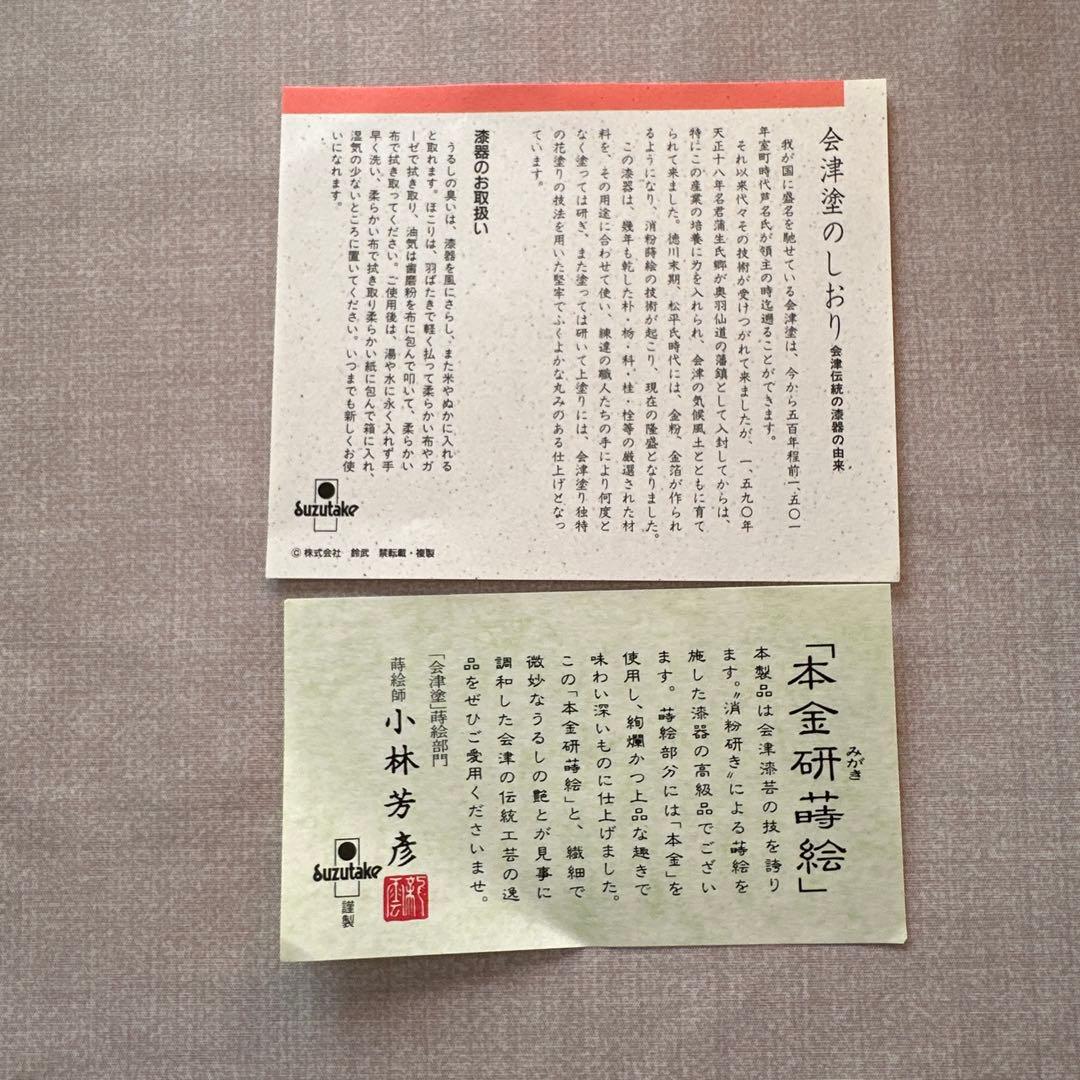 会津塗のしおり 会津伝統の漆器の由来
我が国に盛名を馳せている会津塗は、今から五百年程前一、五〇一
年室町時代芦名氏が領主の時迄遡ることができます。
それ以来代々その技術が受けつがれて来ましたが、一、五九〇年
天正十八年名君蒲生氏郷が奥羽仙道の藩鎮として入封してからは、
特にこの産業の培養に力を入れられ、会津の気候風土とともに育て
られて来ました。徳川末期、松平氏時代には、金粉、金箔が作られ
るようになり、消粉蒔絵の技術が起こり、現在の隆盛となりました。
この漆器は、幾年も乾した朴・栃・科・桂・栓等の厳選された材
料を、その用途に合わせて使い、練達の職人たちの手により何度と
なく塗っては研ぎ、また塗っては研いて上塗りには、会津塗り独特
の花塗りの技法を用いた堅牢でふくよかな丸みのある仕上げとなっ
ています。
漆器のお取扱い
うるしの臭いは、漆器を風にさらし、また米やぬかに入れる
と取れます。ほこりは、羽ばたきで軽く払って柔らかい布やガ
ーゼで拭き取り、油気は歯磨粉を布に包んで叩いて、柔らかい
布で拭き取ってください。ご使用後は、湯や水に永く入れず手
早く洗い、柔らかい布で拭き取り柔らかい紙に包んで箱に入れ、
湿気の少ないところに置いてください。いつまでも新しくお使
いになれます。
Suzutake
©株式会社 鈴武 禁転載・複製
「本金研蒔絵」
みがき
本製品は会津漆芸の技を誇り
ます。〝消粉研き〟による蒔絵を
施した漆器の高級品でござい
ます。蒔絵部分には「本金」を
使用し、絢爛かつ上品な趣きで
味わい深いものに仕上げました。
この「本金研蒔絵」と、繊細で
微妙なうるしの艶とが見事に
調和した会津の伝統工芸の逸
品をぜひご愛用くださいませ。
「会津塗」蒔絵部門
蒔絵師 小林芳彦
Suzutake
謹製